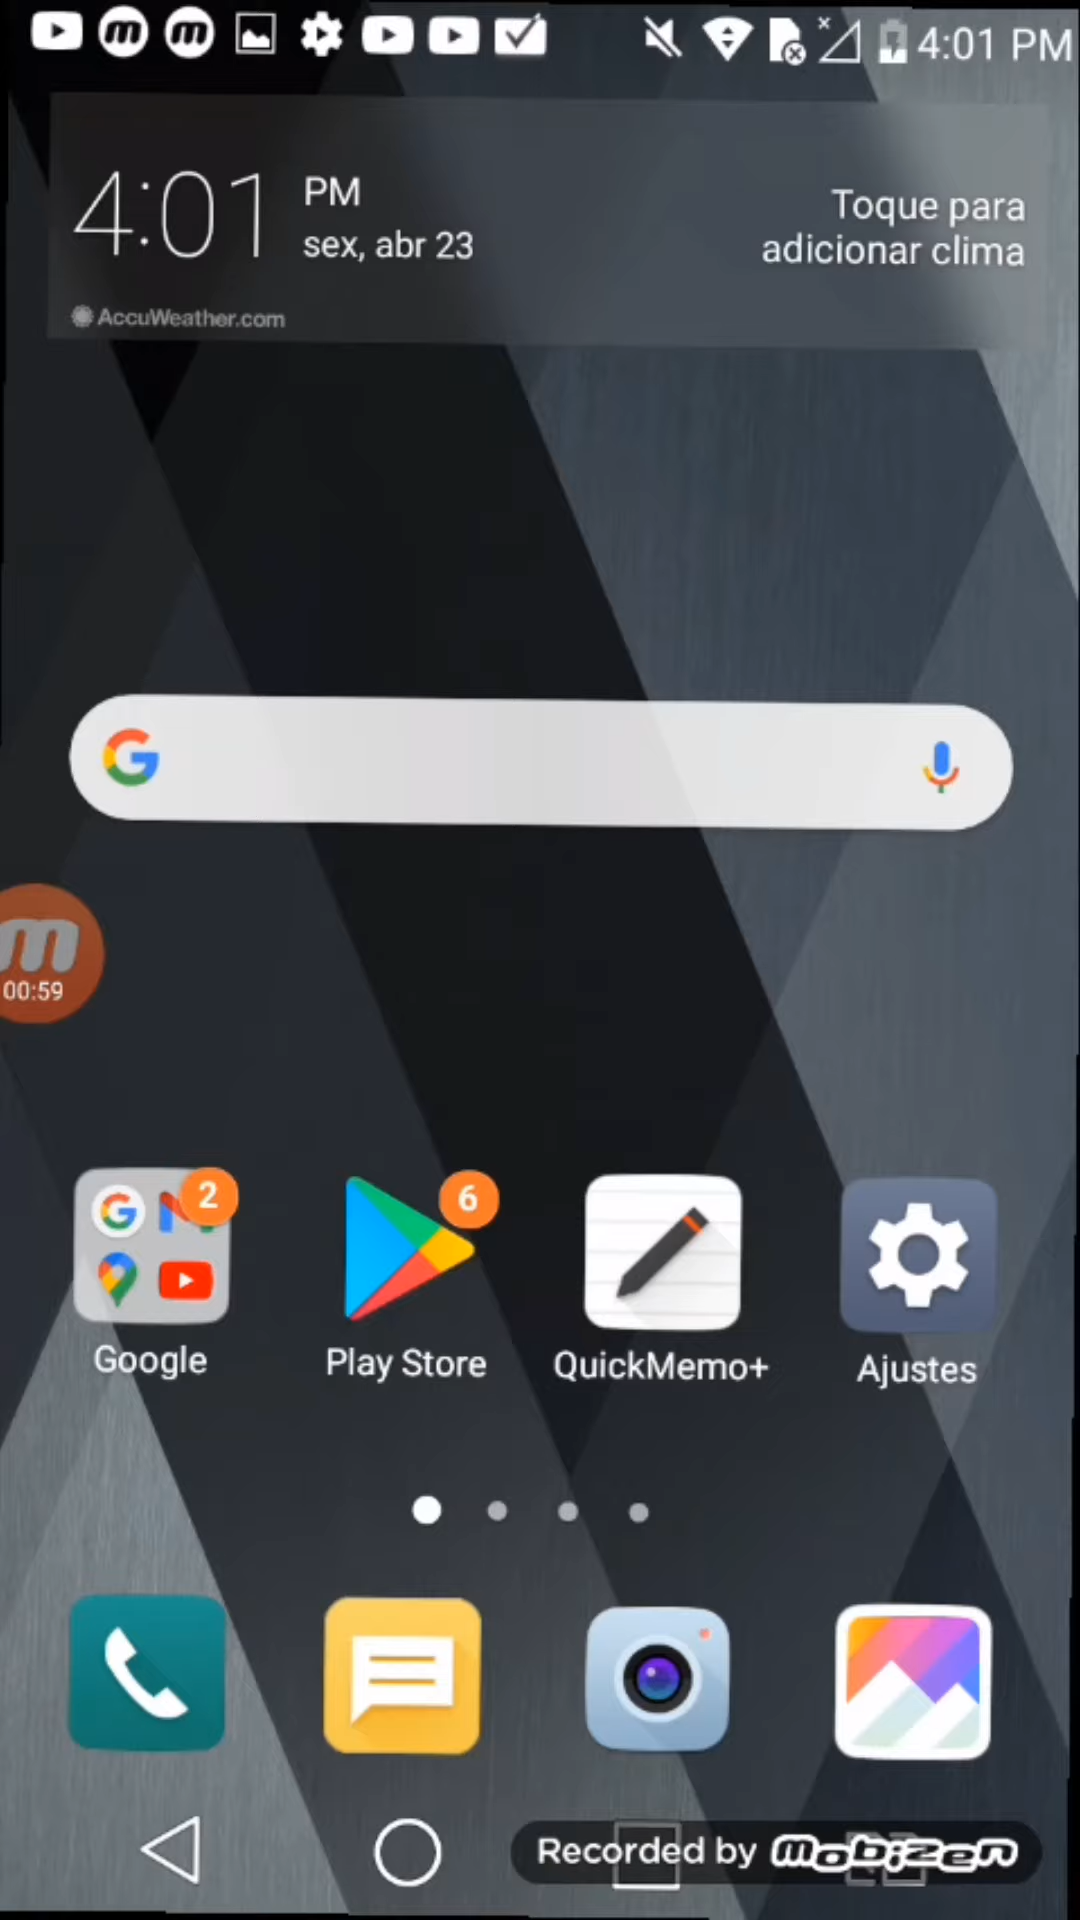 4:01 PM
4:01 PM
sex, abr 23
Toque para
adicionar clima
AccuWeather.com
00:59
2
6
Google
Play Store
QuickMemo+
Ajustes
Recorded by mobizen